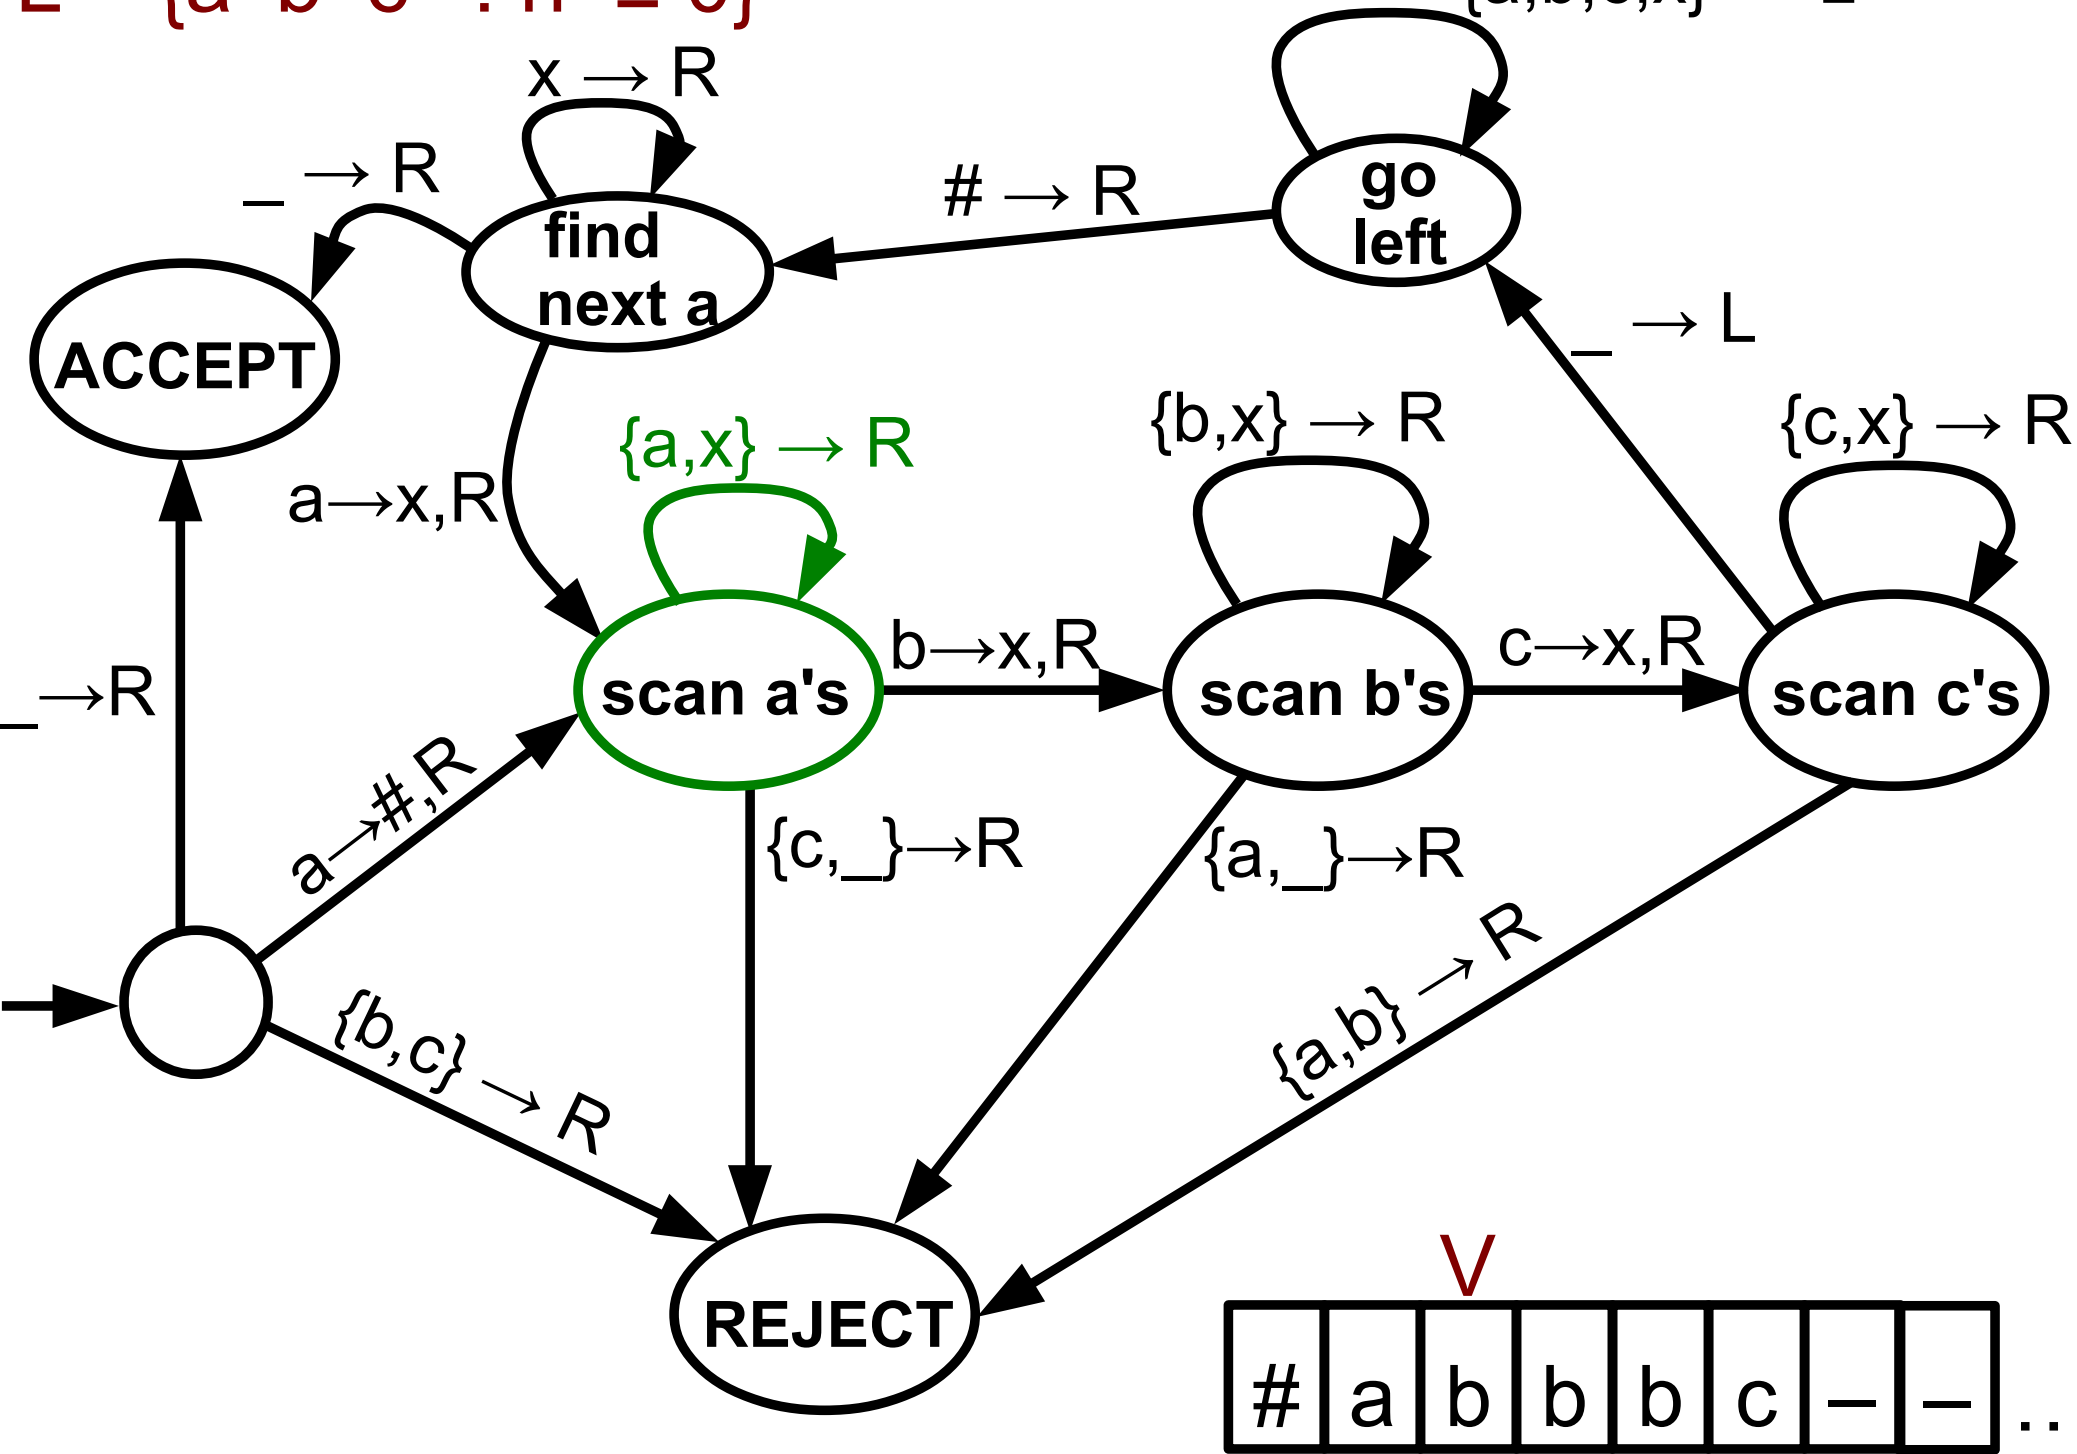 x → R
_ → R
# → R
find
next a
go
left
ACCEPT
_ → L
{a,x} → R
{b,x} → R
{c,x} → R
a→x,R
b→x,R
c→x,R
scan a's
scan b's
scan c's
_→R
a→#,R
{c,_}→R
{a,_}→R
{b,c} → R
{a,b} → R
REJECT
V
# a b b b c _ _ ..